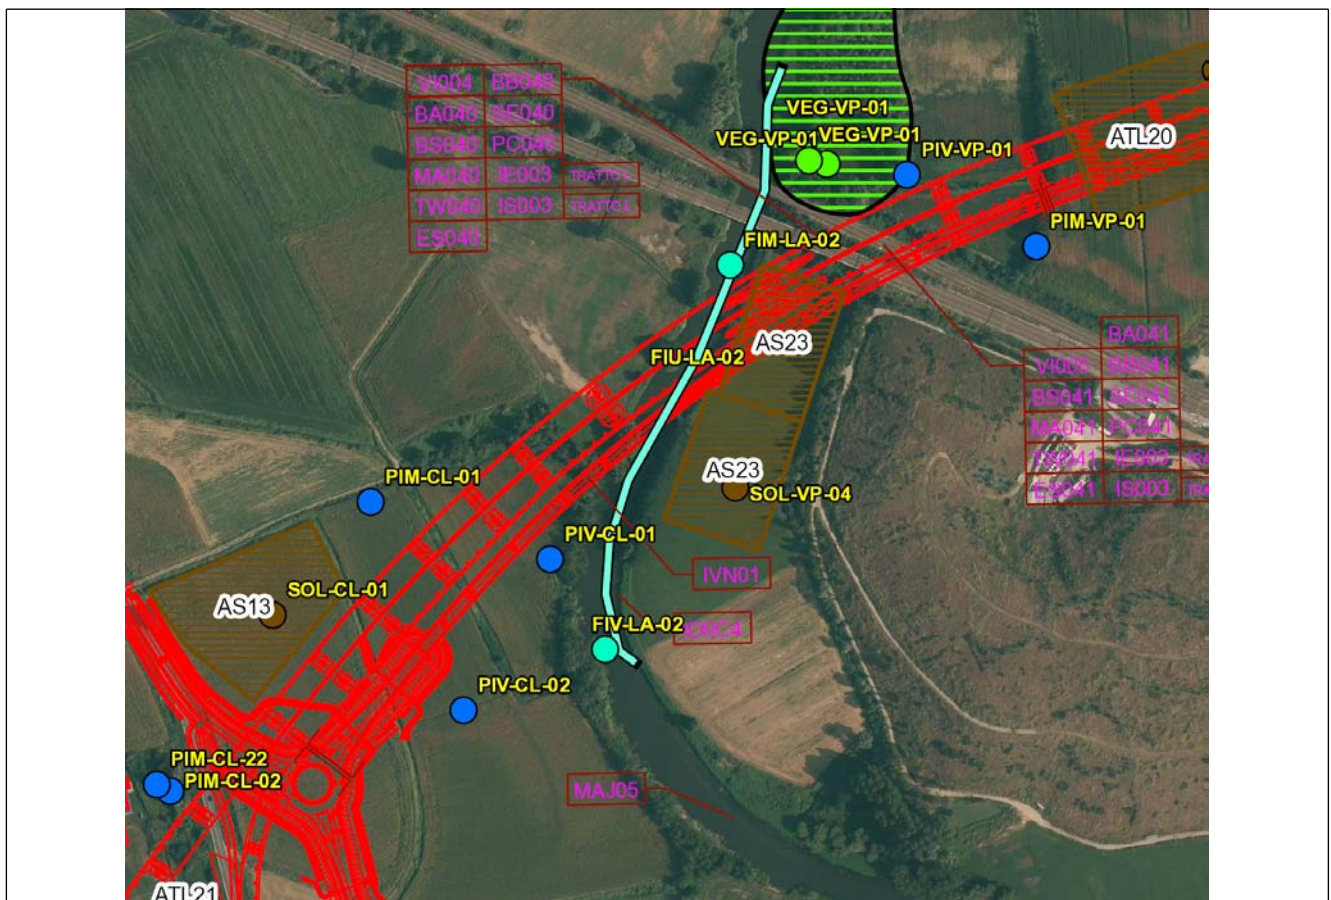 VI004 BB040
BA040 SE040
BS040 PC040
MA040 IE003 TRATTO L
TW040 IS003 TRATTO L
ES040
VEG-VP-01
VEG-VP-01 VEG-VP-01
PIV-VP-01
ATL20
PIM-VP-01
FIM-LA-02
AS23
FIU-LA-02
BA041
VI005 BB041
BS041 SE041
MA041 PC041
IE003
ES041 IS003
AS23
SOL-VP-04
PIM-CL-01
PIV-CL-01
IVN01
SOL-CL-01
AS13
FIV-LA-02
PIV-CL-02
PIM-CL-22
PIM-CL-02
MAJ05
ATL21